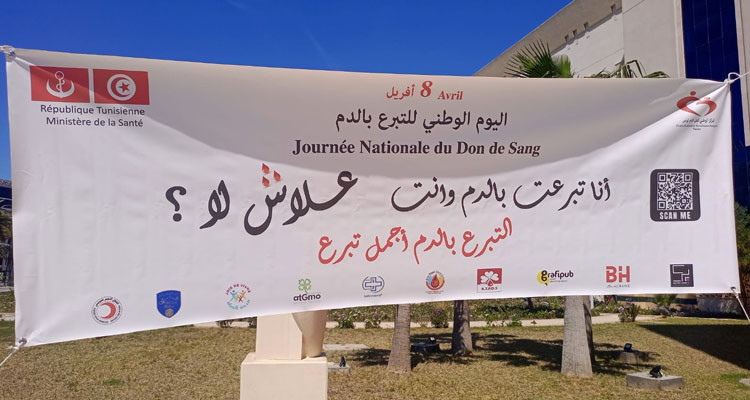 République Tunisienne
Ministère de la Santé
8 أفريل Avril
اليوم الوطني للتبرع بالدم
Journée Nationale du Don de Sang
أنا تبرعت بالدم وانت علاش لا ؟
التبرع بالدم أجمل تبرع
SCAN ME
atGmo
A.T.D.S
grafipub
BH